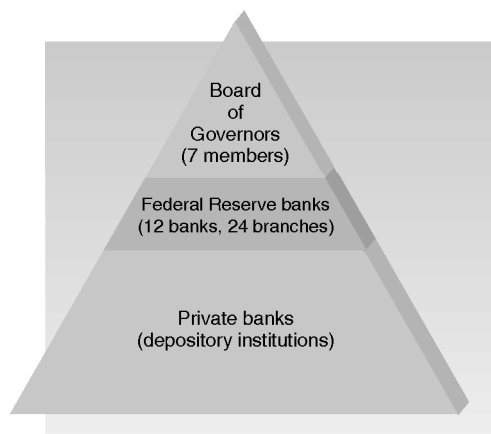 Board
of
Governors
(7 members)
Federal Reserve banks
(12 banks, 24 branches)
Private banks
(depository institutions)